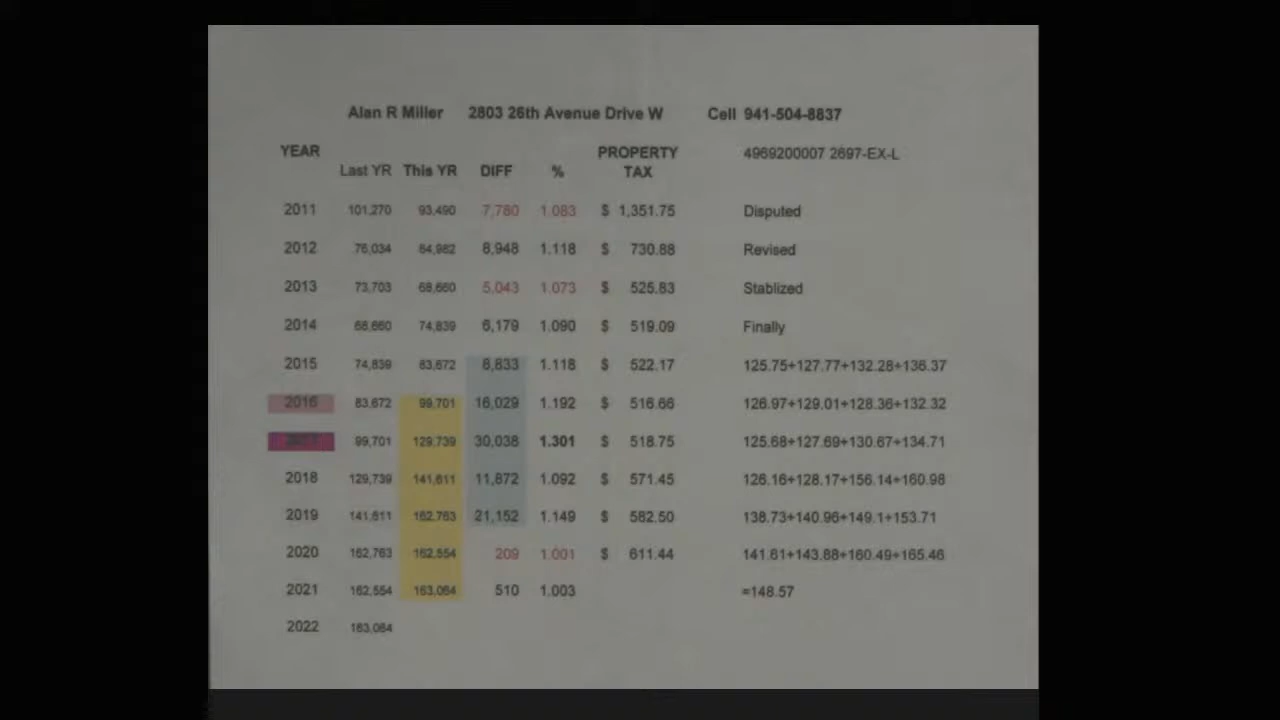 Alan R Miller 2803 26th Avenue Drive W Cell 941-504-8837
YEAR Last YR This YR DIFF % PROPERTY TAX 4969200007 2697-EX-L
2011 101,270 93,490 7,780 1.083 $ 1,351.75 Disputed
2012 76,034 84,982 8,948 1.118 $ 730.88 Revised
2013 73,703 68,660 5,043 1.073 $ 525.83 Stablized
2014 68,660 74,839 6,179 1.090 $ 519.09 Finally
2015 74,839 83,672 8,833 1.118 $ 522.17 125.75+127.77+132.28+136.37
2016 83,672 99,701 16,029 1.192 $ 516.66 126.97+129.01+128.36+132.32
99,701 129,739 30,038 1.301 $ 518.75 125.68+127.69+130.67+134.71
2018 129,739 141,611 11,872 1.092 $ 571.45 126.16+128.17+156.14+160.98
2019 141,611 162,763 21,152 1.149 $ 582.50 138.73+140.96+149.1+153.71
2020 162,763 162,554 209 1.001 $ 611.44 141.61+143.88+160.49+165.46
2021 162,554 163,064 510 1.003 =148.57
2022 163,064